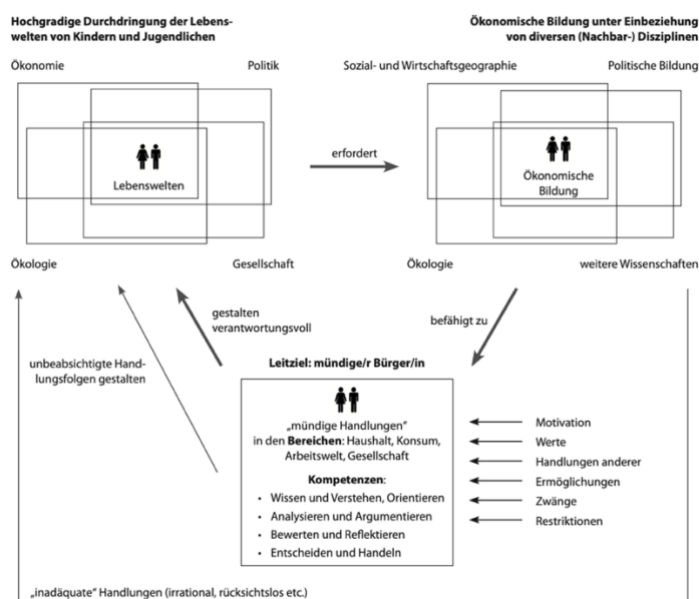 Hochgradige Durchdringung der Lebens-
welten von Kindern und Jugendlichen
Ökonomische Bildung unter Einbeziehung
von diversen (Nachbar-) Disziplinen
Ökonomie
Politik
Sozial- und Wirtschaftsgeographie
Politische Bildung
Lebenswelten
erfordert
Ökonomische
Bildung
Ökologie
Gesellschaft
Ökologie
weitere Wissenschaften
gestalten
verantwortungsvoll
befähigt zu
unbeabsichtigte Hand-
lungsfolgen gestalten
Leitziel: mündige/r Bürger/in
„mündige Handlungen"
in den Bereichen: Haushalt, Konsum,
Arbeitswelt, Gesellschaft
Kompetenzen:
• Wissen und Verstehen, Orientieren
• Analysieren und Argumentieren
• Bewerten und Reflektieren
• Entscheiden und Handeln
Motivation
Werte
Handlungen anderer
Ermöglichungen
Zwänge
Restriktionen
„inadäquate" Handlungen (irrational, rücksichtslos etc.)